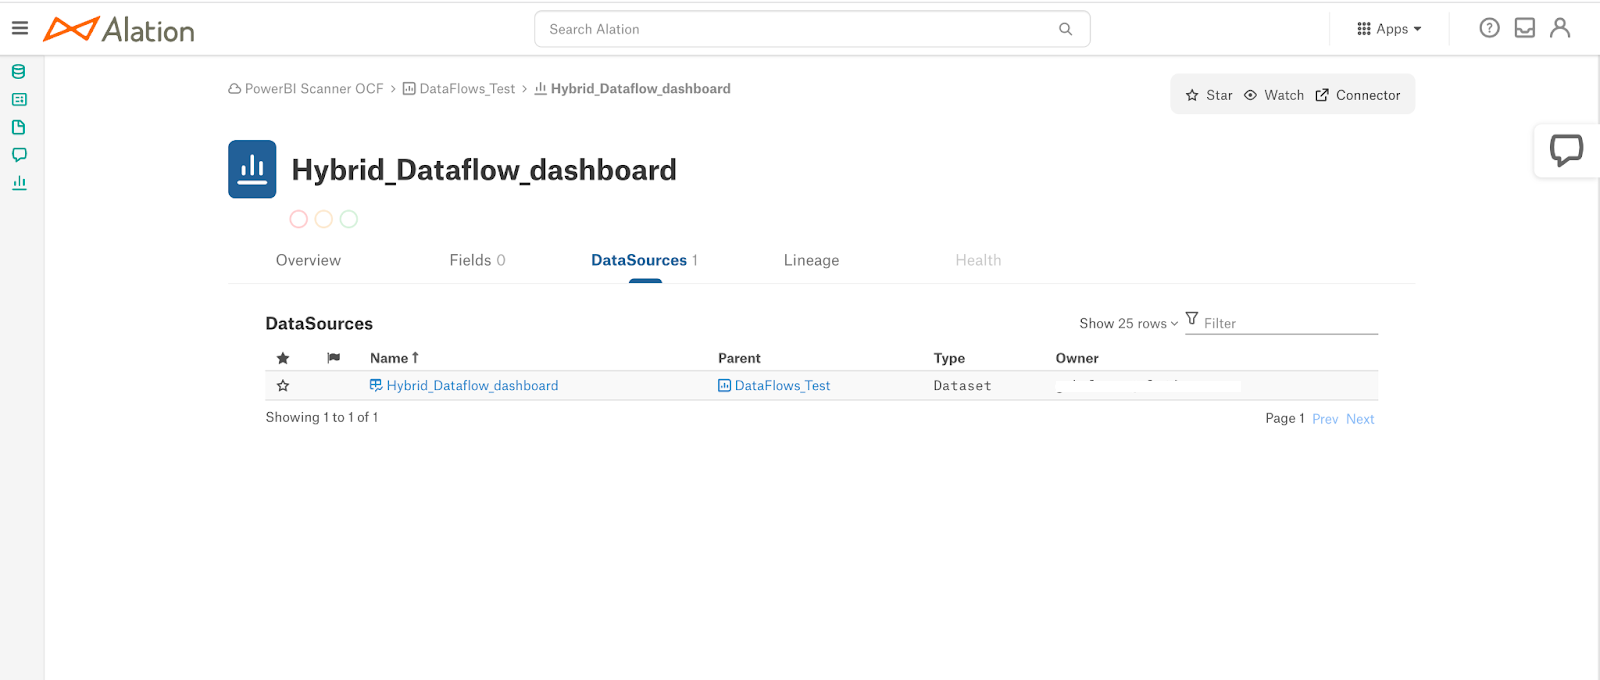 Alation
Search Alation
Apps
PowerBI Scanner OCF > DataFlows_Test > Hybrid_Dataflow_dashboard
Star Watch Connector
Hybrid_Dataflow_dashboard
Overview Fields 0 DataSources 1 Lineage Health
DataSources
Show 25 rows Filter
Name ↑ Parent Type Owner
Hybrid_Dataflow_dashboard DataFlows_Test Dataset
Showing 1 to 1 of 1
Page 1 Prev Next